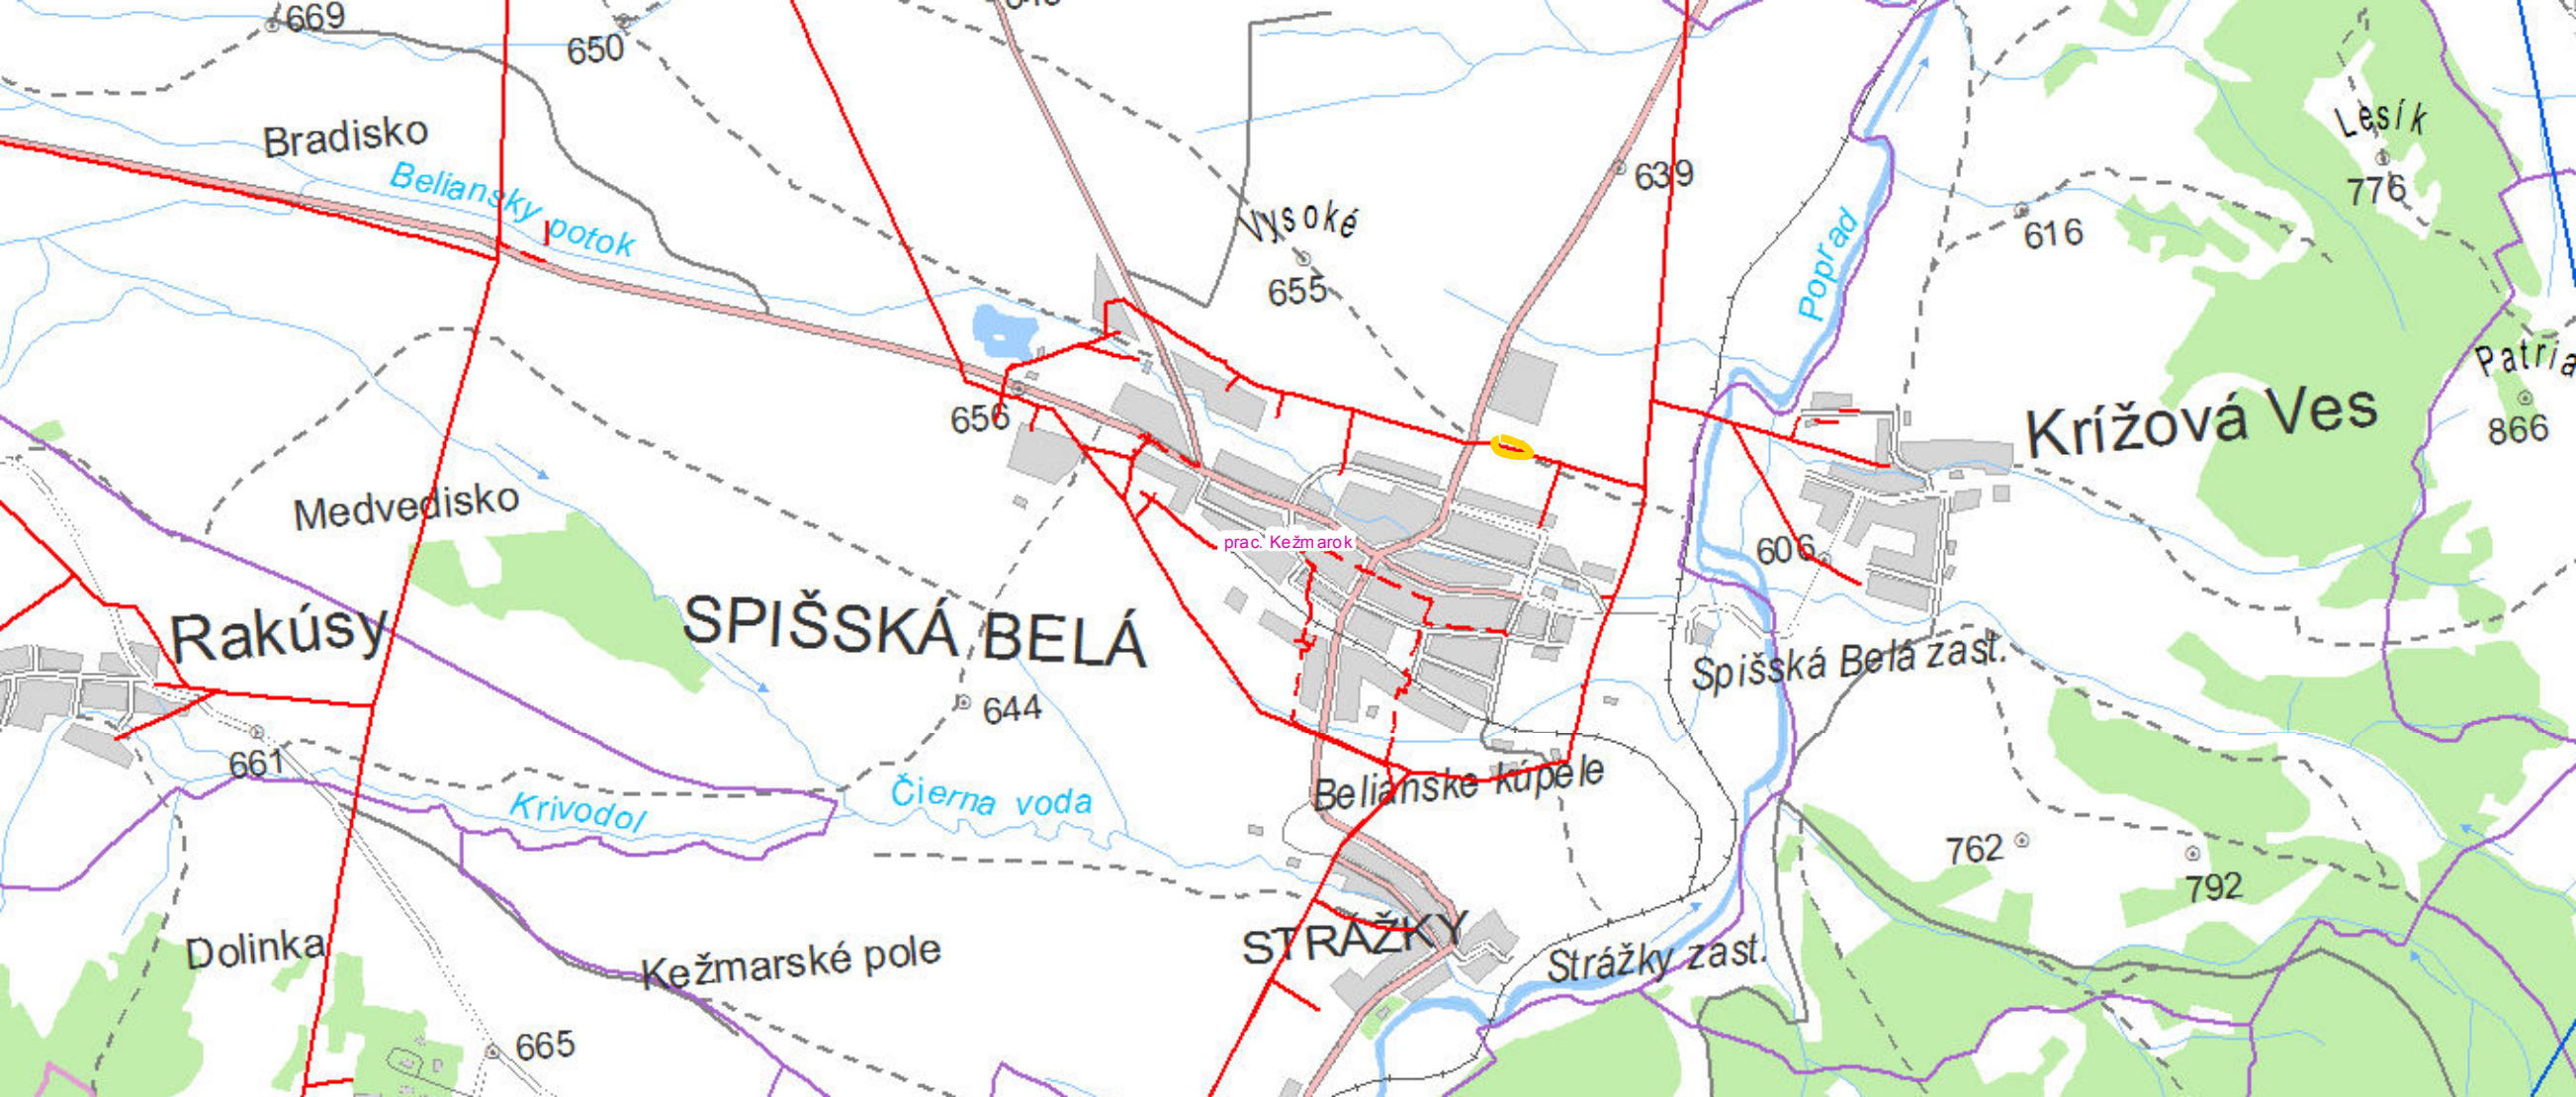 669
650
Bradisko
Beliansky potok
639
Lesík
776
Vysoké
655
616
Poprad
Patria
866
656
Krížová Ves
Medvedisko
prac. Kežmarok
606
Rakúsy
SPIŠSKÁ BELÁ
Spišská Belá zast.
644
661
Krivodol
Čierna voda
Belianske kúpele
762
792
STRÁŽKY
Dolinka
Kežmarské pole
Strážky zast.
665